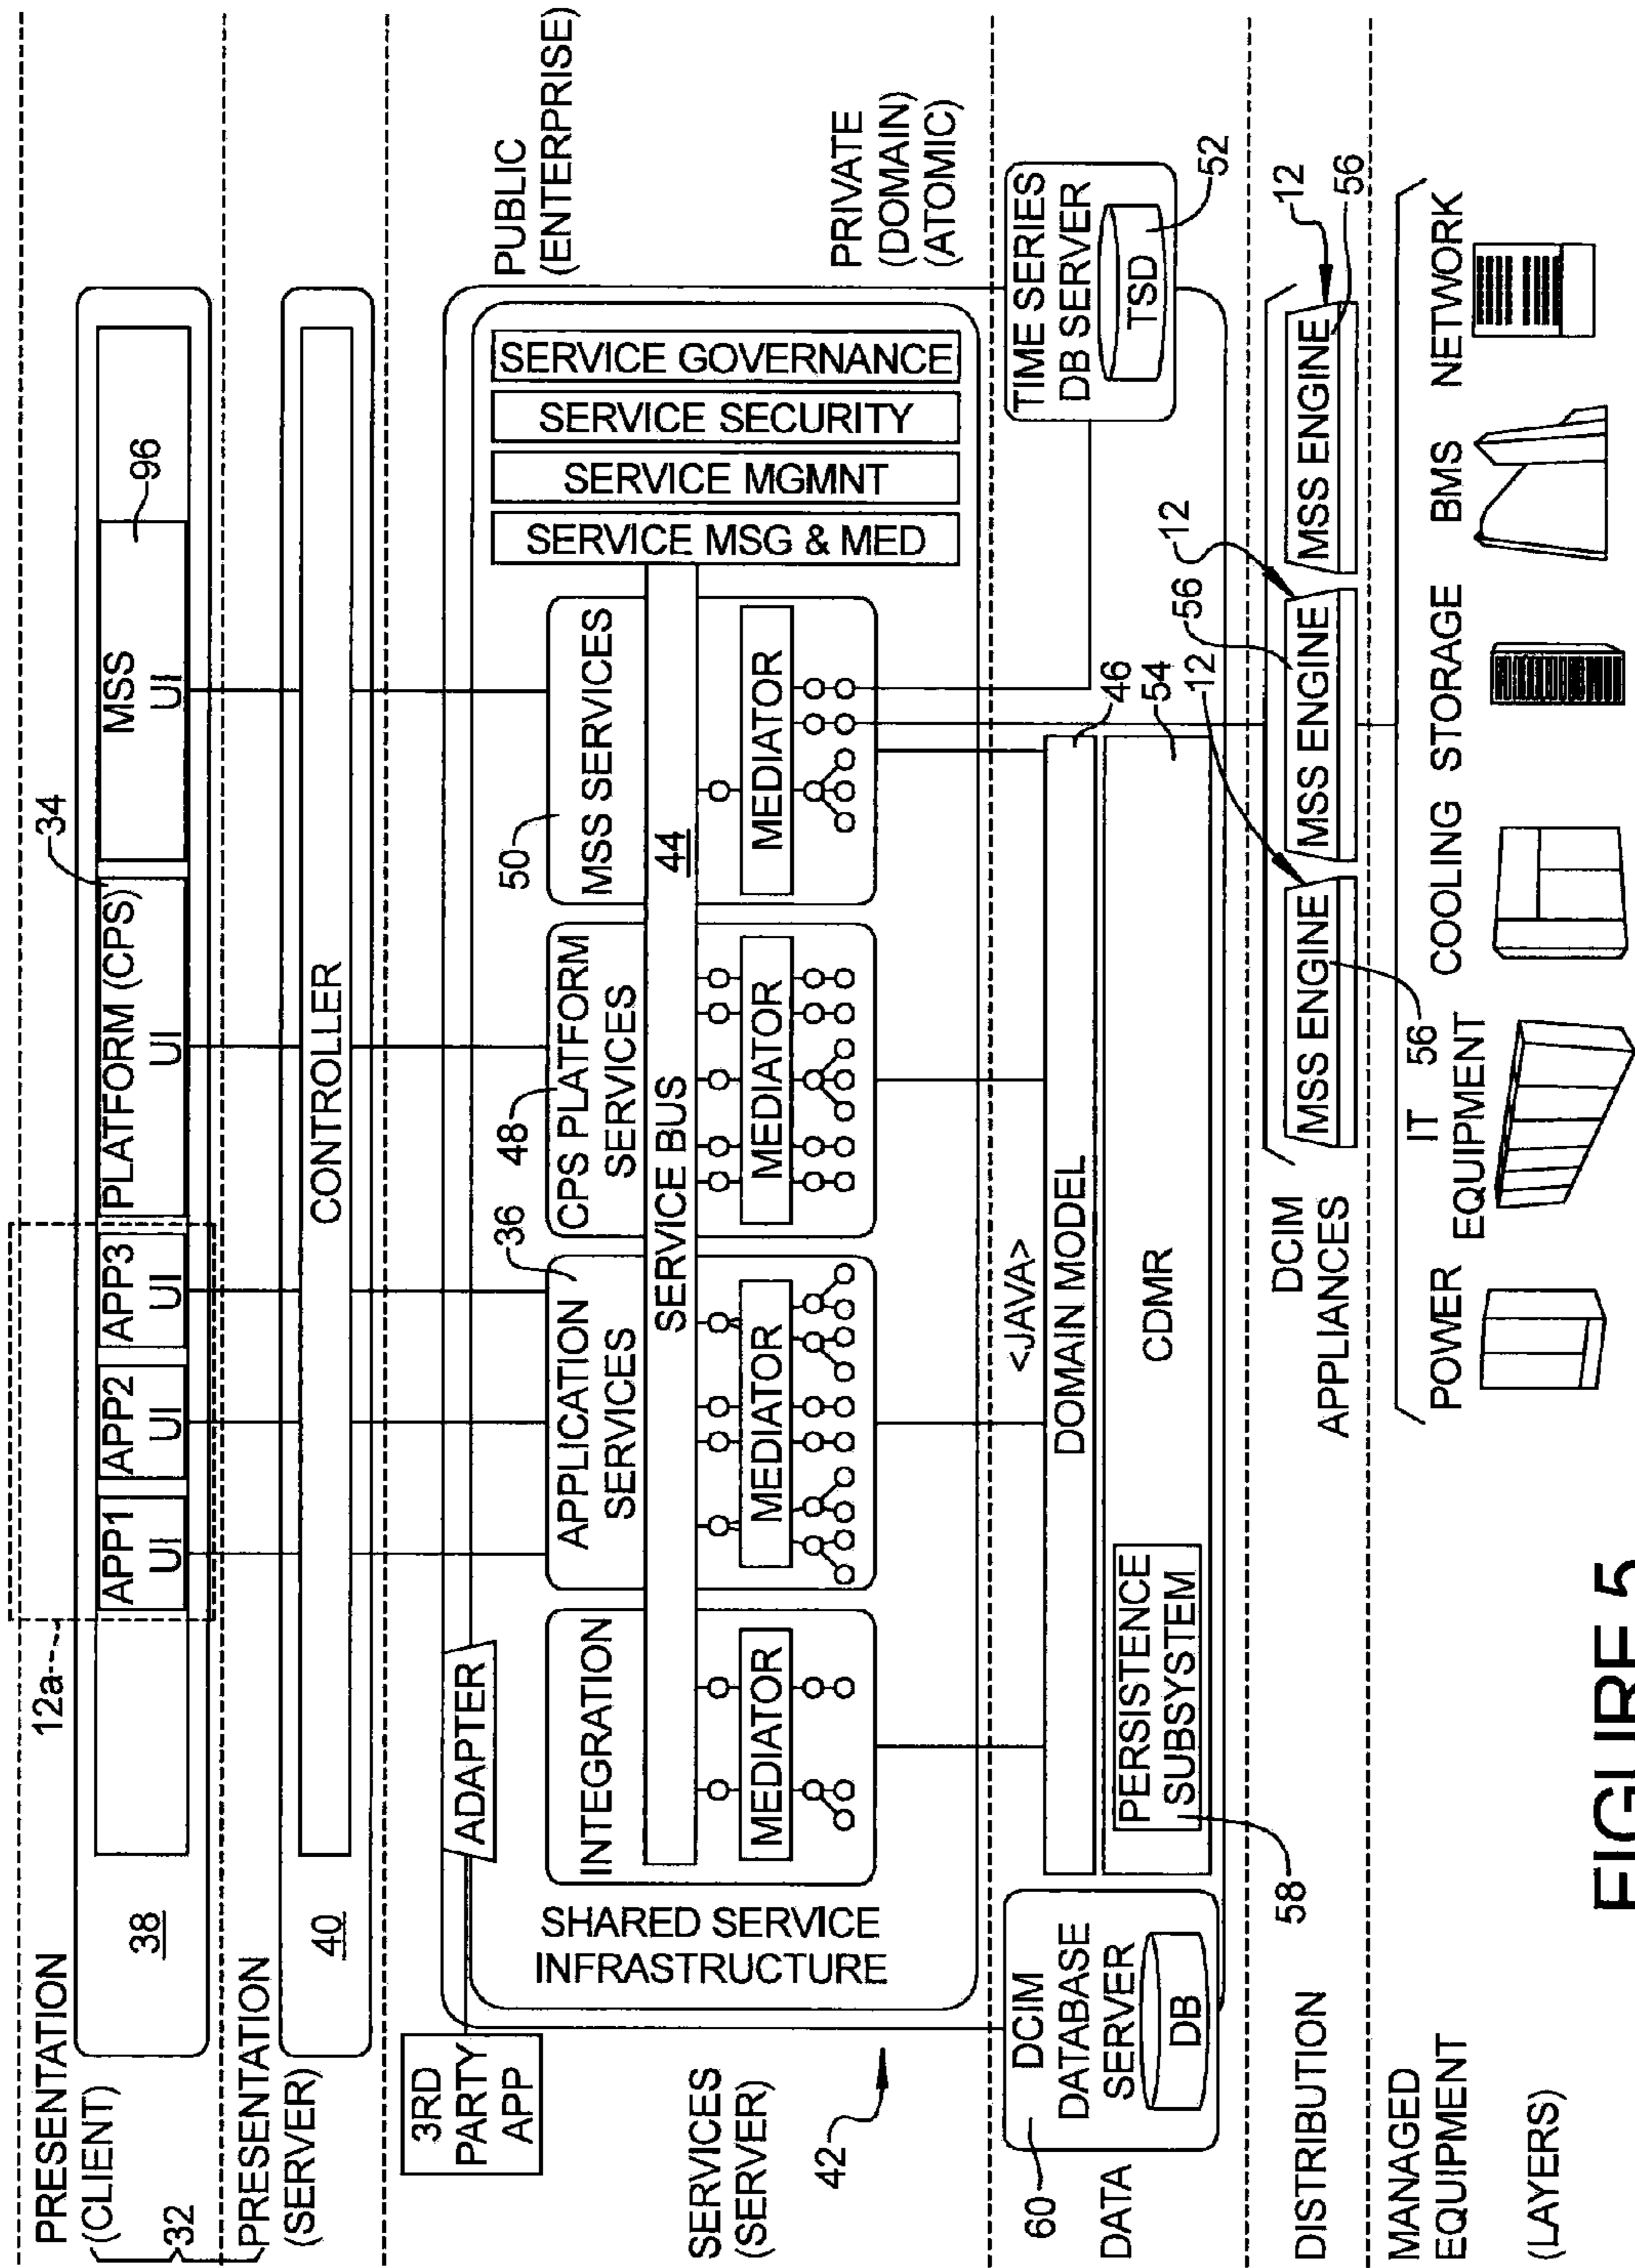 PRESENTATION
(CLIENT)
32
PRESENTATION
(SERVER)
12a
38
APP1
UI
APP2
UI
APP3
UI
PLATFORM (CPS)
UI
34
MSS
UI
96
40
CONTROLLER
3RD
PARTY
APP
ADAPTER
PUBLIC
(ENTERPRISE)
SERVICES
(SERVER)
42
SHARED SERVICE
INFRASTRUCTURE
INTEGRATION
MEDIATOR
APPLICATION
SERVICES
36
MEDIATOR
48
CPS PLATFORM
SERVICES
MEDIATOR
50
MSS SERVICES
MEDIATOR
SERVICE BUS
44
SERVICE MSG & MED
SERVICE MGMNT
SERVICE SECURITY
SERVICE GOVERNANCE
PRIVATE
(DOMAIN)
(ATOMIC)
DATA
60
DCIM
DATABASE
SERVER
DB
<JAVA>
DOMAIN MODEL
46
CDMR
54
PERSISTENCE
SUBSYSTEM
58
TIME SERIES
DB SERVER
TSD
52
DISTRIBUTION
DCIM
APPLIANCES
MSS ENGINE
12
56
MSS ENGINE
12
56
MSS ENGINE
12
56
MANAGED
EQUIPMENT
POWER
IT
EQUIPMENT
COOLING
STORAGE
BMS
NETWORK
(LAYERS)
FIGURE 5